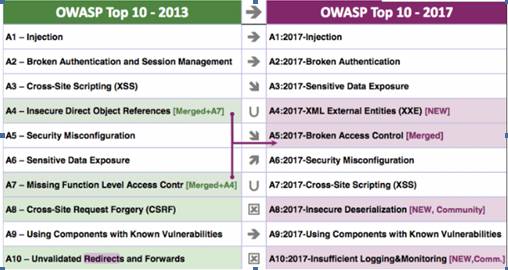 OWASP Top 10 - 2013 OWASP Top 10 - 2017
A1 – Injection A1:2017-Injection
A2 – Broken Authentication and Session Management A2:2017-Broken Authentication
A3 – Cross-Site Scripting (XSS) A3:2017-Sensitive Data Exposure
A4 – Insecure Direct Object References [Merged+A7] A4:2017-XML External Entities (XXE) [NEW]
A5 – Security Misconfiguration A5:2017-Broken Access Control [Merged]
A6 – Sensitive Data Exposure A6:2017-Security Misconfiguration
A7 – Missing Function Level Access Contr [Merged+A4] A7:2017-Cross-Site Scripting (XSS)
A8 – Cross-Site Request Forgery (CSRF) A8:2017-Insecure Deserialization [NEW, Community]
A9 – Using Components with Known Vulnerabilities A9:2017-Using Components with Known Vulnerabilities
A10 – Unvalidated Redirects and Forwards A10:2017-Insufficient Logging&Monitoring [NEW,Comm.]